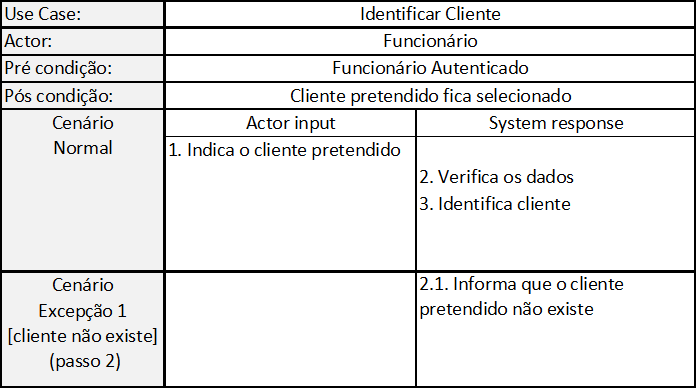 Use Case: Identificar Cliente
Actor: Funcionário
Pré condição: Funcionário Autenticado
Pós condição: Cliente pretendido fica selecionado
Cenário Normal
Actor input
System response
1. Indica o cliente pretendido
2. Verifica os dados
3. Identifica cliente
Cenário
Excepção 1
[cliente não existe]
(passo 2)
2.1. Informa que o cliente
pretendido não existe